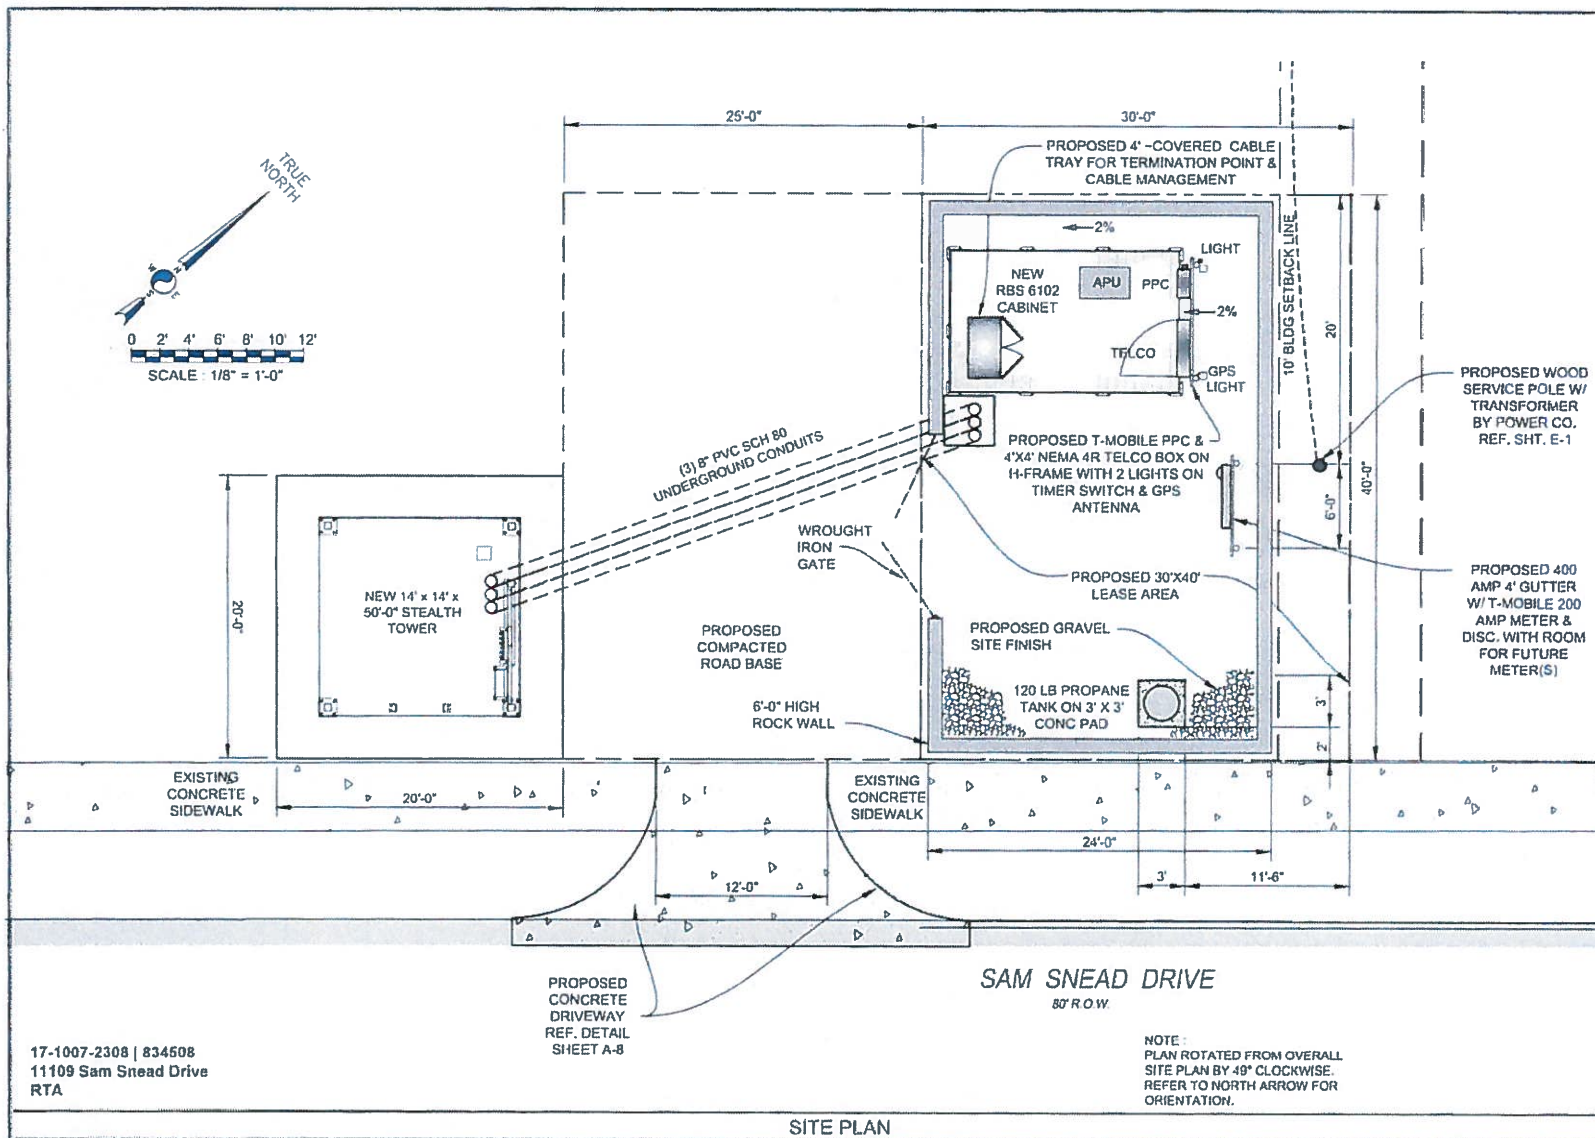 25'-0"
30'-0"
PROPOSED 4' -COVERED CABLE
TRAY FOR TERMINATION POINT &
CABLE MANAGEMENT
TRUE
NORTH
N
E
S
W
0 2' 4' 6' 8' 10' 12'
SCALE : 1/8" = 1'-0"
2%
LIGHT
NEW
RBS 6102
CABINET
APU
PPC
2%
TELCO
GPS
LIGHT
10' BLDG SETBACK LINE
20'
40'-0"
6'-0"
PROPOSED WOOD
SERVICE POLE W/
TRANSFORMER
BY POWER CO.
REF. SHT. E-1
(3) 8" PVC SCH 80
UNDERGROUND CONDUITS
PROPOSED T-MOBILE PPC &
4'X4' NEMA 4R TELCO BOX ON
H-FRAME WITH 2 LIGHTS ON
TIMER SWITCH & GPS
ANTENNA
WROUGHT
IRON
GATE
PROPOSED 30'X40'
LEASE AREA
PROPOSED 400
AMP 4' GUTTER
W/ T-MOBILE 200
AMP METER &
DISC. WITH ROOM
FOR FUTURE
METER(S)
20'-0"
NEW 14' x 14' x
50'-0" STEALTH
TOWER
PROPOSED
COMPACTED
ROAD BASE
PROPOSED GRAVEL
SITE FINISH
120 LB PROPANE
TANK ON 3' X 3'
CONC PAD
3'
2'
6'-0" HIGH
ROCK WALL
EXISTING
CONCRETE
SIDEWALK
20'-0"
EXISTING
CONCRETE
SIDEWALK
24'-0"
12'-0"
3'
11'-6"
PROPOSED
CONCRETE
DRIVEWAY
REF. DETAIL
SHEET A-8
SAM SNEAD DRIVE
80' R.O.W.
NOTE :
PLAN ROTATED FROM OVERALL
SITE PLAN BY 49° CLOCKWISE.
REFER TO NORTH ARROW FOR
ORIENTATION.
17-1007-2308 | 834508
11109 Sam Snead Drive
RTA
SITE PLAN